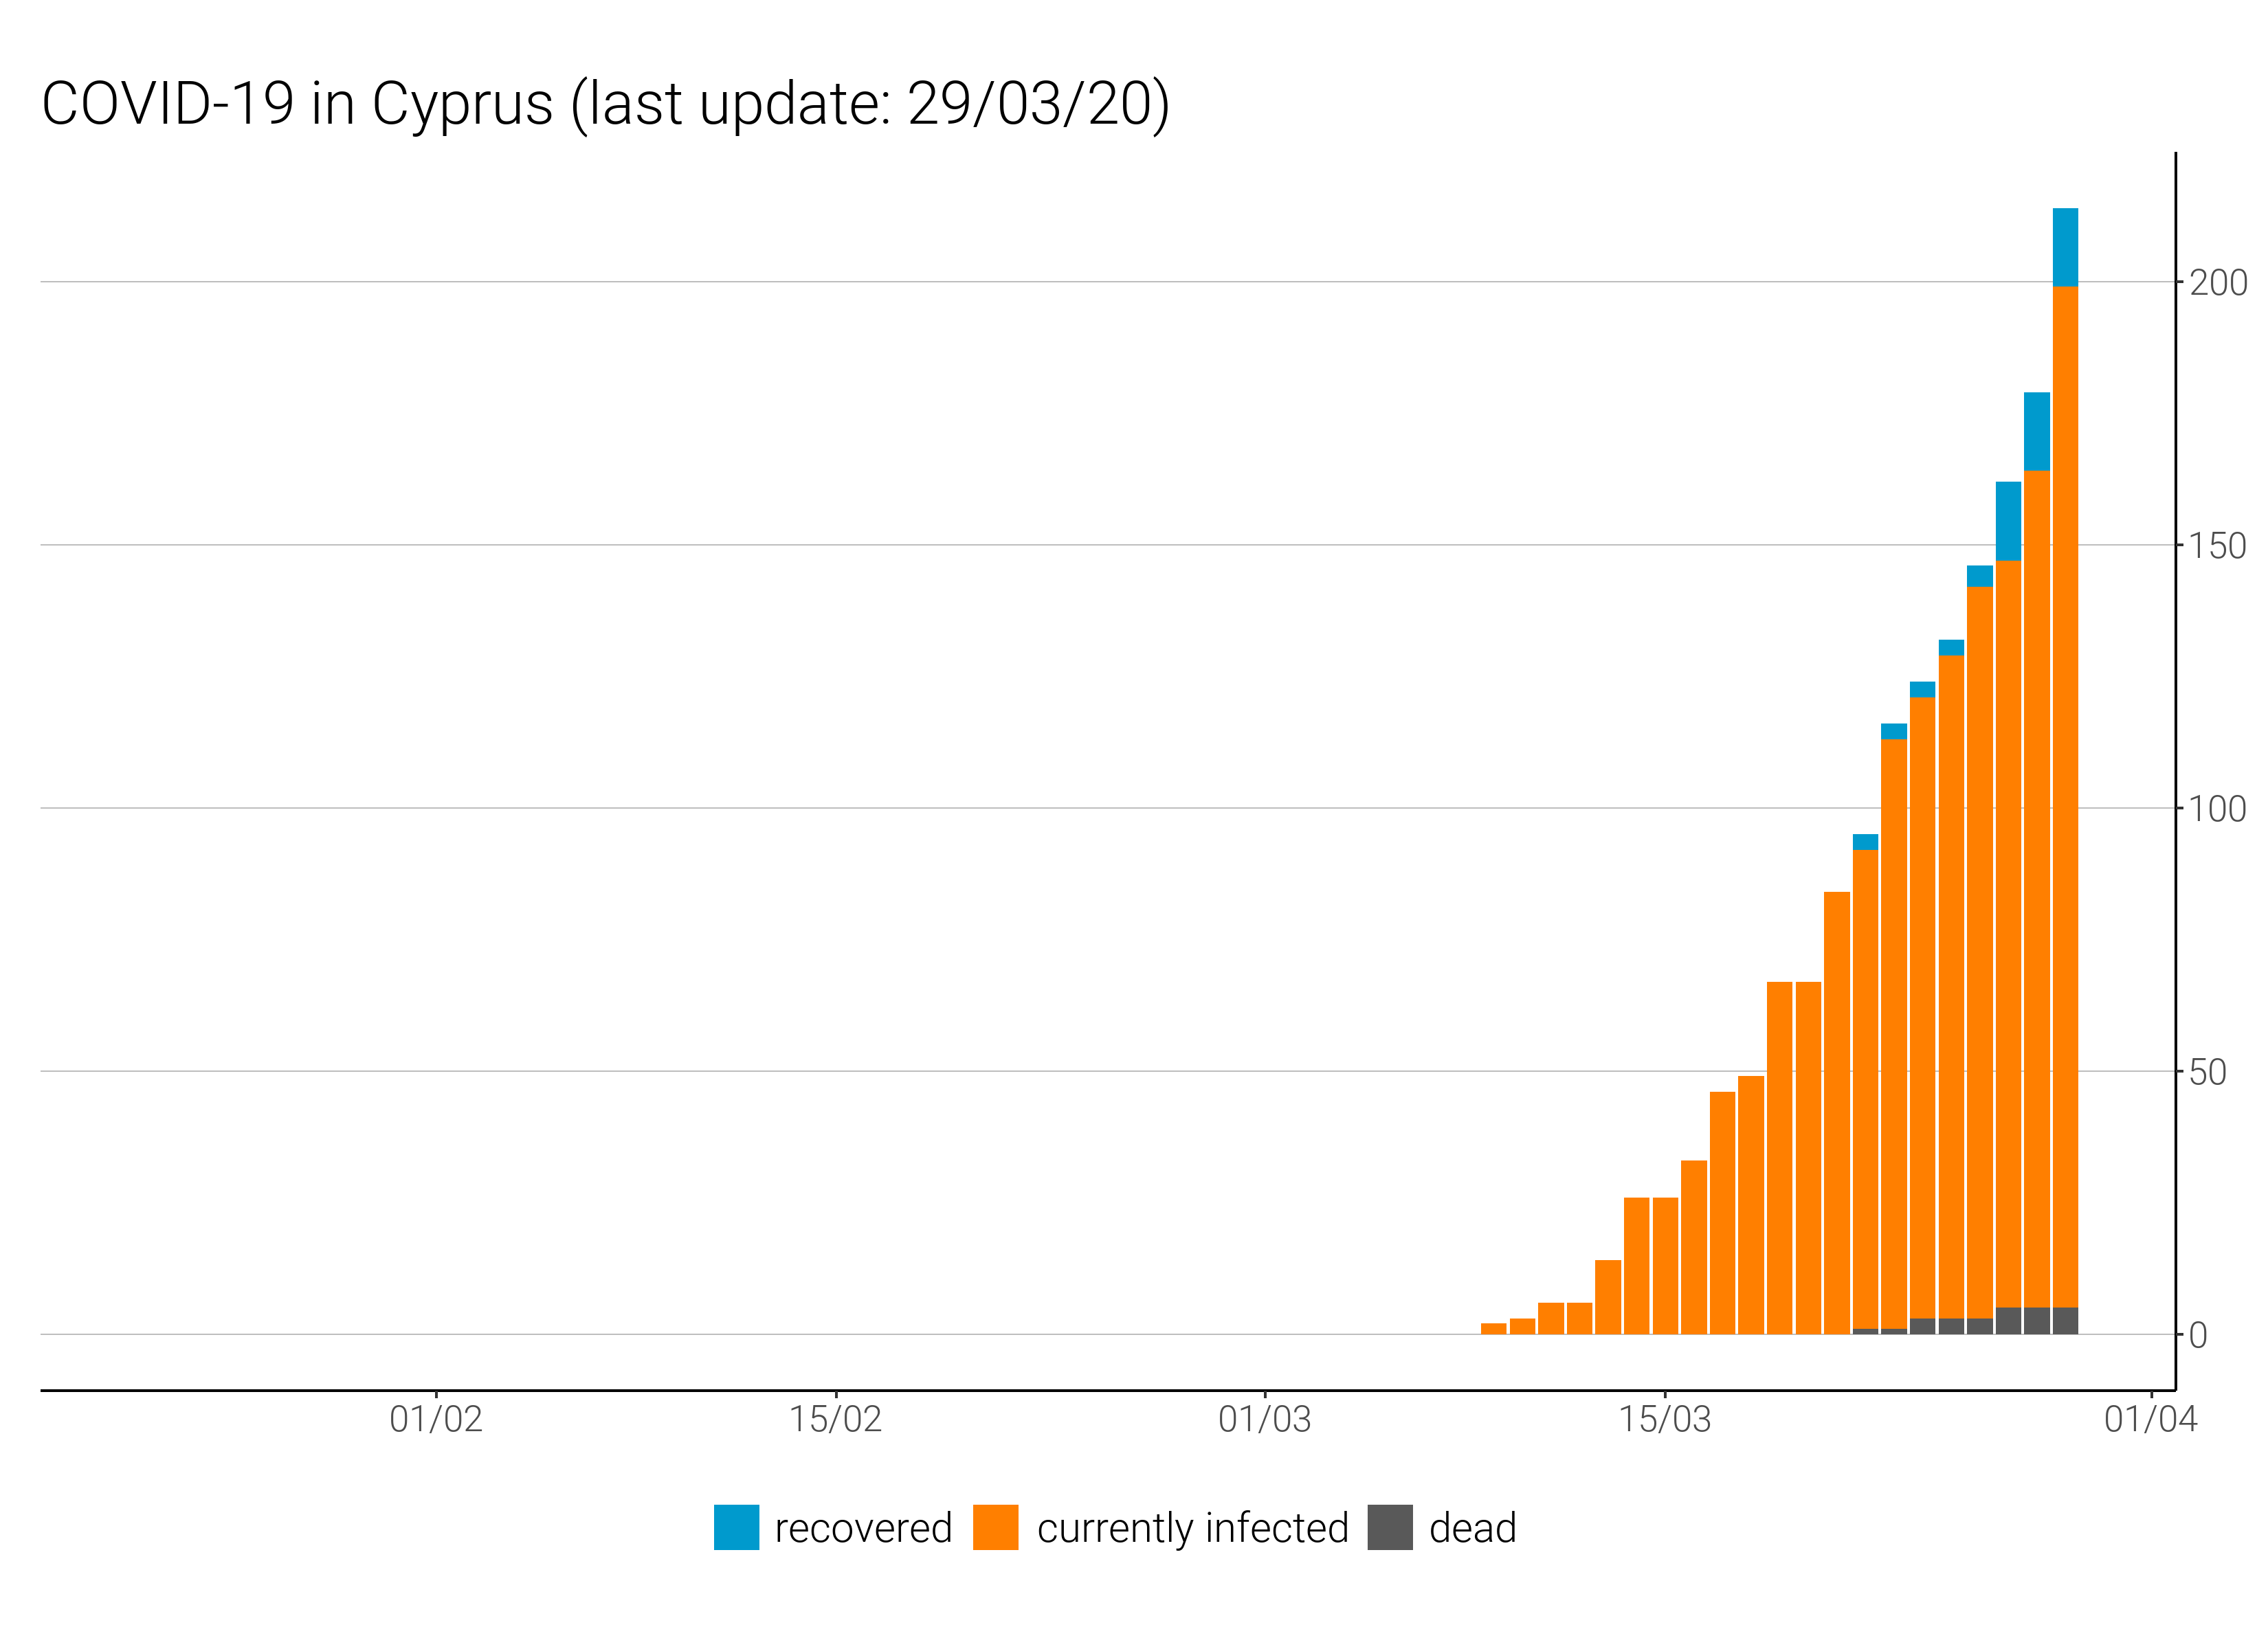 COVID-19 in Cyprus (last update: 29/03/20)
200
150
100
50
0
01/02 15/02 01/03 15/03 01/04
recovered currently infected dead